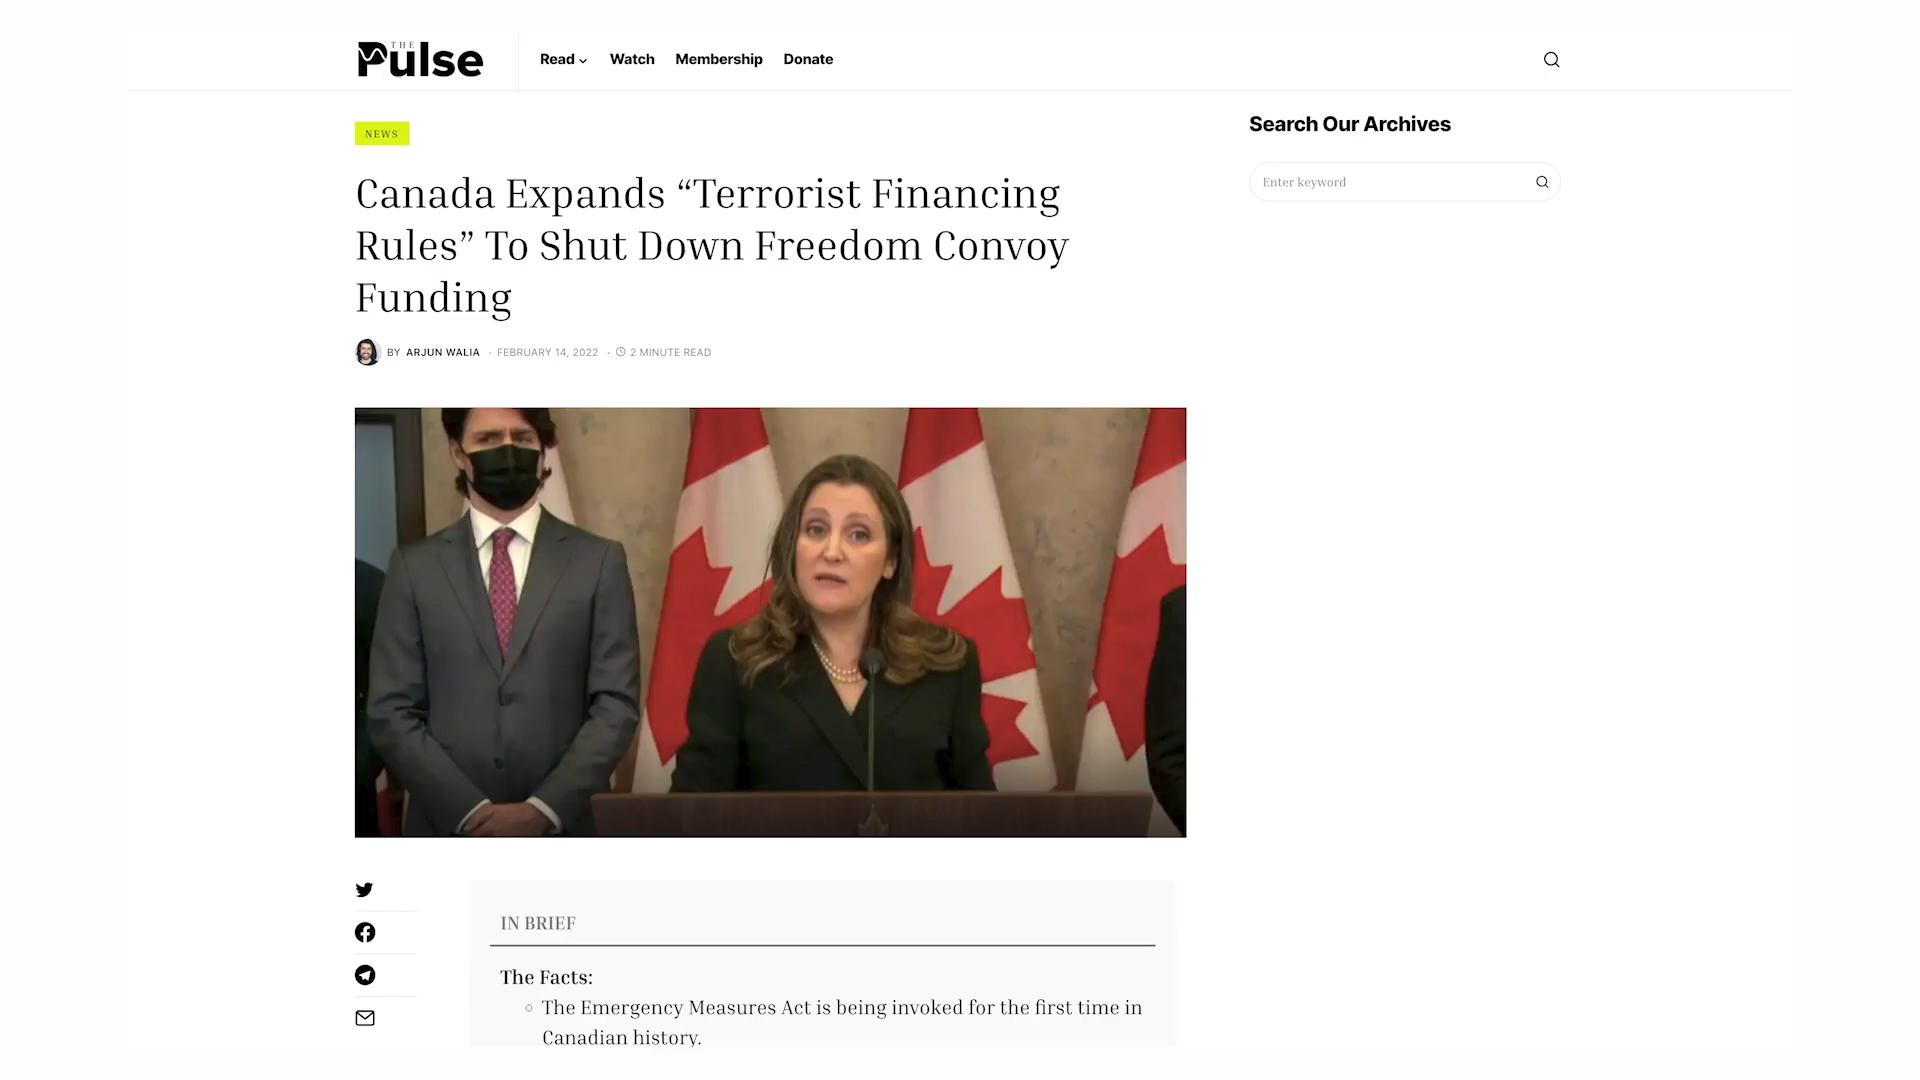 THE
Pulse
Read Watch Membership Donate
NEWS
Canada Expands “Terrorist Financing
Rules” To Shut Down Freedom Convoy
Funding
BY ARJUN WALIA · FEBRUARY 14, 2022 · 2 MINUTE READ
Search Our Archives
Enter keyword
IN BRIEF
The Facts:
The Emergency Measures Act is being invoked for the first time in
Canadian history.